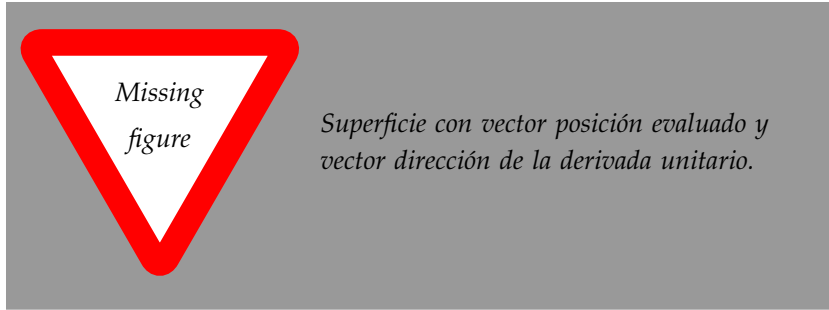 Missing
figure
Superficie con vector posición evaluado y
vector dirección de la derivada unitario.